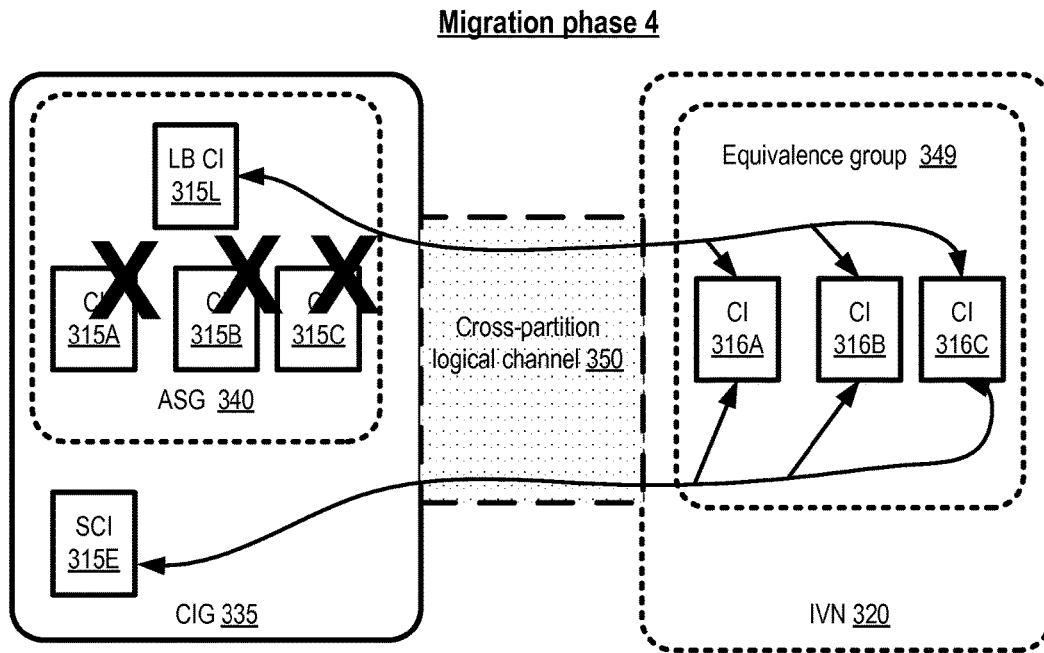 Migration phase 4
LB CI
315L
CI
315A
C
315B
C
315C
ASG 340
SCI
315E
CIG 335
Cross-partition
logical channel 350
Equivalence group 349
CI
316A
CI
316B
CI
316C
IVN 320